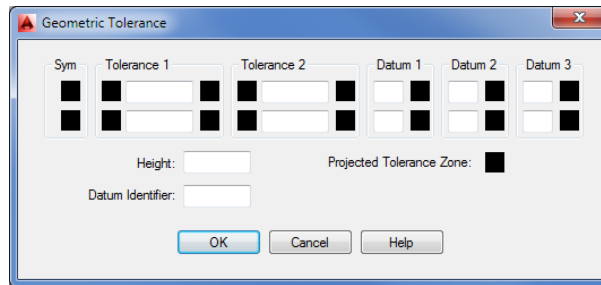 Geometric Tolerance
Sym Tolerance 1 Tolerance 2 Datum 1 Datum 2 Datum 3
Height: Projected Tolerance Zone:
Datum Identifier:
OK Cancel Help